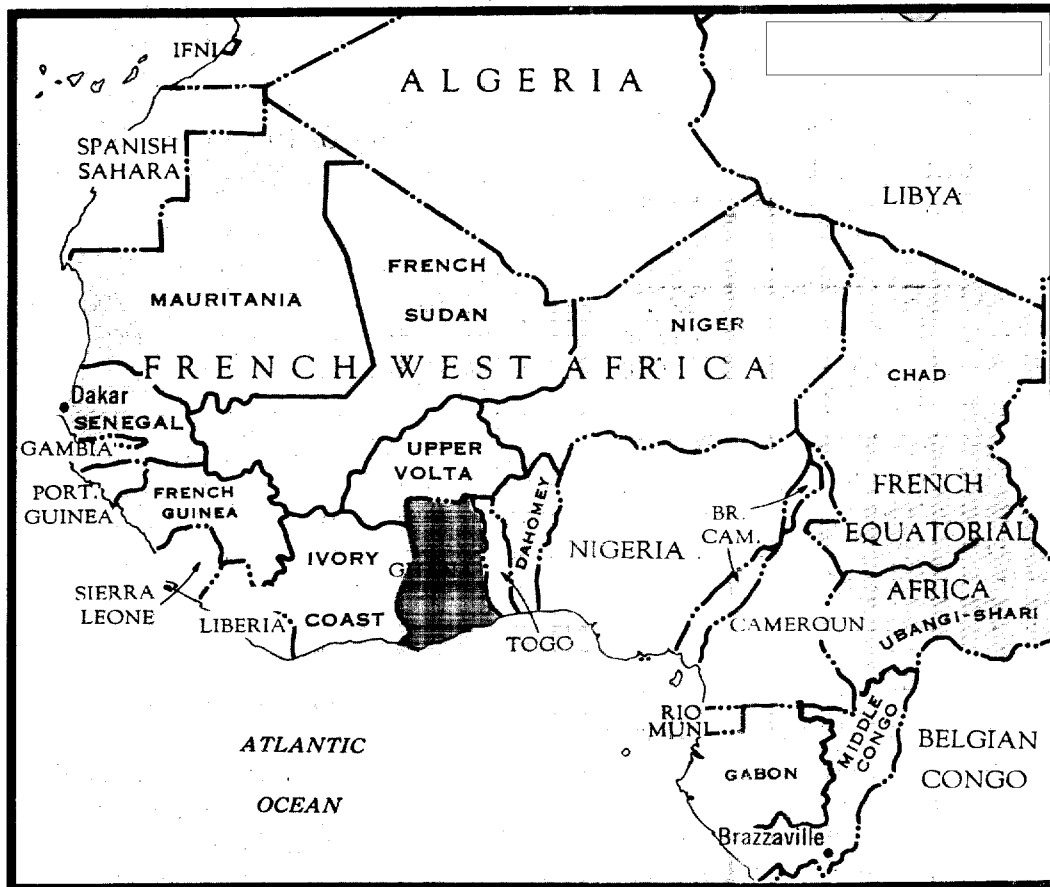 IFNI
ALGERIA
SPANISH
SAHARA
LIBYA
FRENCH
SUDAN
MAURITANIA
NIGER
FRENCH WEST AFRICA
CHAD
Dakar
SENEGAL
GAMBIA
UPPER
VOLTA
PORT.
GUINEA
FRENCH
GUINEA
DAHOMEY
BR.
CAM.
FRENCH
EQUATORIAL
AFRICA
NIGERIA
IVORY
COAST
SIERRA
LEONE
LIBERIA
TOGO
CAMEROUN
UBANGI-SHARI
RIO
MUNI
MIDDLE
CONGO
BELGIAN
CONGO
GABON
ATLANTIC
OCEAN
Brazzaville